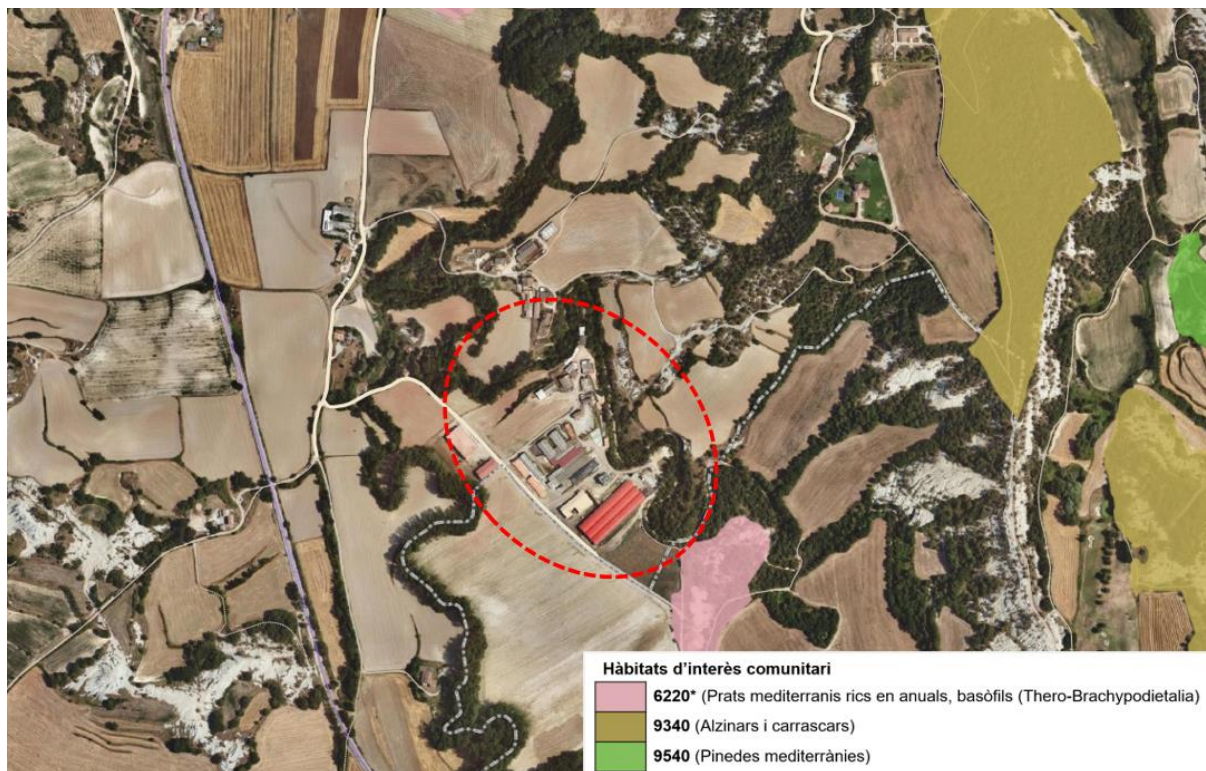 Hàbitats d'interès comunitari
6220* (Prats mediterranis rics en anuals, basòfils (Thero-Brachypodietalia)
9340 (Alzinars i carrascars)
9540 (Pinedes mediterrànies)